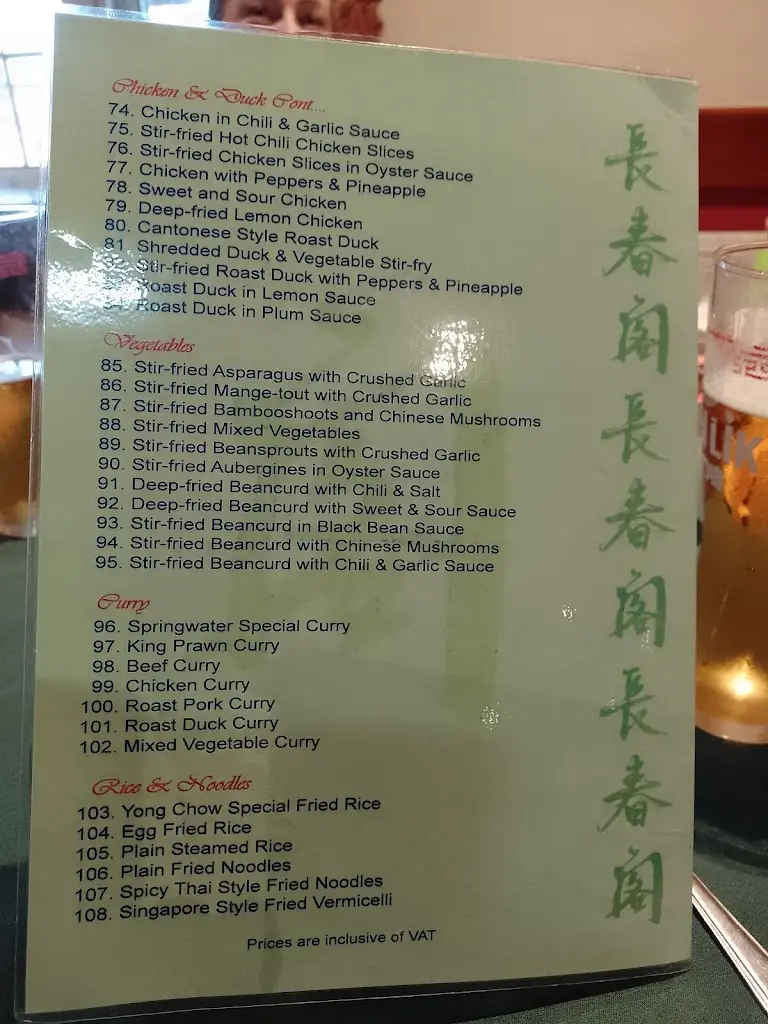 Chicken & Duck Cont....
74. Chicken in Chili & Garlic Sauce
75. Stir-fried Hot Chili Chicken Slices
76. Stir-fried Chicken Slices in Oyster Sauce
77. Chicken with Peppers & Pineapple
78. Sweet and Sour Chicken
79. Deep-fried Lemon Chicken
80. Cantonese Style Roast Duck
81. Shredded Duck & Vegetable Stir-fry
Stir-fried Roast Duck with Peppers & Pineapple
Roast Duck in Lemon Sauce
Roast Duck in Plum Sauce
Vegetables
85. Stir-fried Asparagus with Crushed Garlic
86. Stir-fried Mange-tout with Crushed Garlic
87. Stir-fried Bambooshoots and Chinese Mushrooms
88. Stir-fried Mixed Vegetables
89. Stir-fried Beansprouts with Crushed Garlic
90. Stir-fried Aubergines in Oyster Sauce
91. Deep-fried Beancurd with Chili & Salt
92. Deep-fried Beancurd with Sweet & Sour Sauce
93. Stir-fried Beancurd in Black Bean Sauce
94. Stir-fried Beancurd with Chinese Mushrooms
95. Stir-fried Beancurd with Chili & Garlic Sauce
Curry
96. Springwater Special Curry
97. King Prawn Curry
98. Beef Curry
99. Chicken Curry
100. Roast Pork Curry
101. Roast Duck Curry
102. Mixed Vegetable Curry
Rice & Noodles
103. Yong Chow Special Fried Rice
104. Egg Fried Rice
105. Plain Steamed Rice
106. Plain Fried Noodles
107. Spicy Thai Style Fried Noodles
108. Singapore Style Fried Vermicelli
Prices are inclusive of VAT
長春閣長春閣長春閣